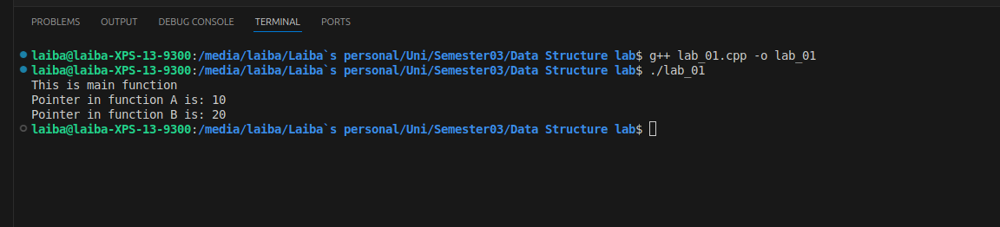 PROBLEMS OUTPUT DEBUG CONSOLE TERMINAL PORTS
laiba@laiba-XPS-13-9300:/media/laiba/Laiba`s personal/Uni/Semester03/Data Structure lab$ g++ lab_01.cpp -o lab_01
laiba@laiba-XPS-13-9300:/media/laiba/Laiba`s personal/Uni/Semester03/Data Structure lab$ ./lab_01
This is main function
Pointer in function A is: 10
Pointer in function B is: 20
laiba@laiba-XPS-13-9300:/media/laiba/Laiba`s personal/Uni/Semester03/Data Structure lab$